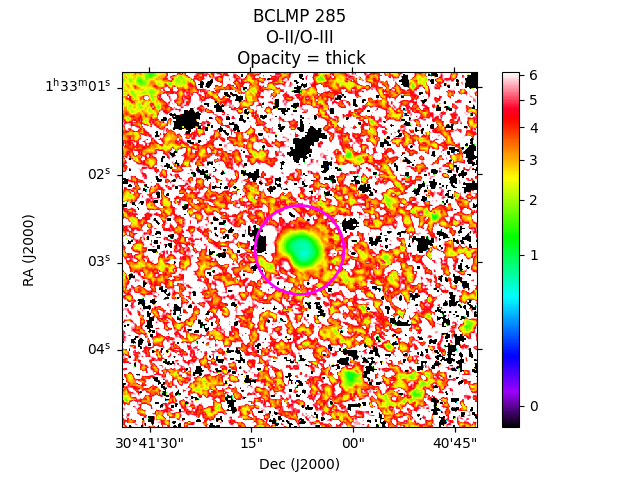 BCLMP 285
O-II/O-III
Opacity = thick
1ʰ33ᵐ01ˢ
02ˢ
03ˢ
04ˢ
RA (J2000)
30°41'30"
15"
00"
40'45"
Dec (J2000)
6
5
4
3
2
1
0